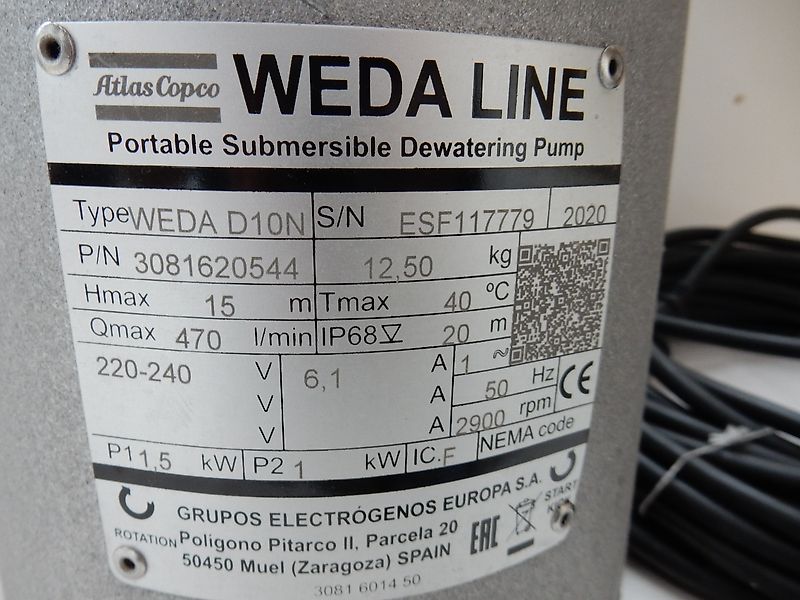 Atlas Copco WEDA LINE
Portable Submersible Dewatering Pump
Type WEDA D10N S/N ESF117779 2020
P/N 3081620544 12,50 kg
Hmax 15 m Tmax 40 ºC
Qmax 470 l/min IP68 20 m
220-240 V 6,1 A 1 ~
V A 50 Hz CE
V A 2900 rpm
P1 1,5 kW P2 1 kW IC.F NEMA code
GRUPOS ELECTRÓGENOS EUROPA S.A.
ROTATION Poligono Pitarco II, Parcela 20 EAC START
50450 Muel (Zaragoza) SPAIN
3081 6014 50